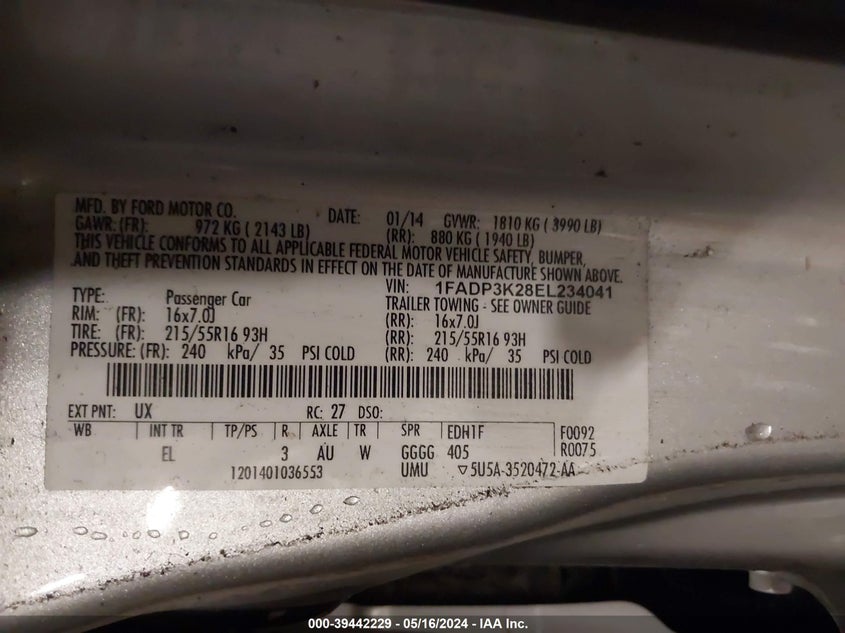 MFD. BY FORD MOTOR CO. DATE: 01/14 GVWR: 1810 KG ( 3990 LB)
GAWR: (FR): 972 KG ( 2143 LB) (RR): 880 KG ( 1940 LB)
THIS VEHICLE CONFORMS TO ALL APPLICABLE FEDERAL MOTOR VEHICLE SAFETY, BUMPER,
AND THEFT PREVENTION STANDARDS IN EFFECT ON THE DATE OF MANUFACTURE SHOWN ABOVE.
VIN: 1FADP3K28EL234041
TYPE: Passenger Car TRAILER TOWING - SEE OWNER GUIDE
RIM: (FR): 16x7.0J (RR): 16x7.0J
TIRE: (FR): 215/55R16 93H (RR): 215/55R16 93H
PRESSURE: (FR): 240 kPa/ 35 PSI COLD (RR): 240 kPa/ 35 PSI COLD
EXT PNT: UX RC: 27 DSO:
WB INT TR TP/PS R AXLE TR SPR EDH1F F0092
EL 3 AU W GGGG 405 R0075
1201401036553 UMU ▽5U5A-3520472-AA
000-39442229 - 05/16/2024 - IAA Inc.